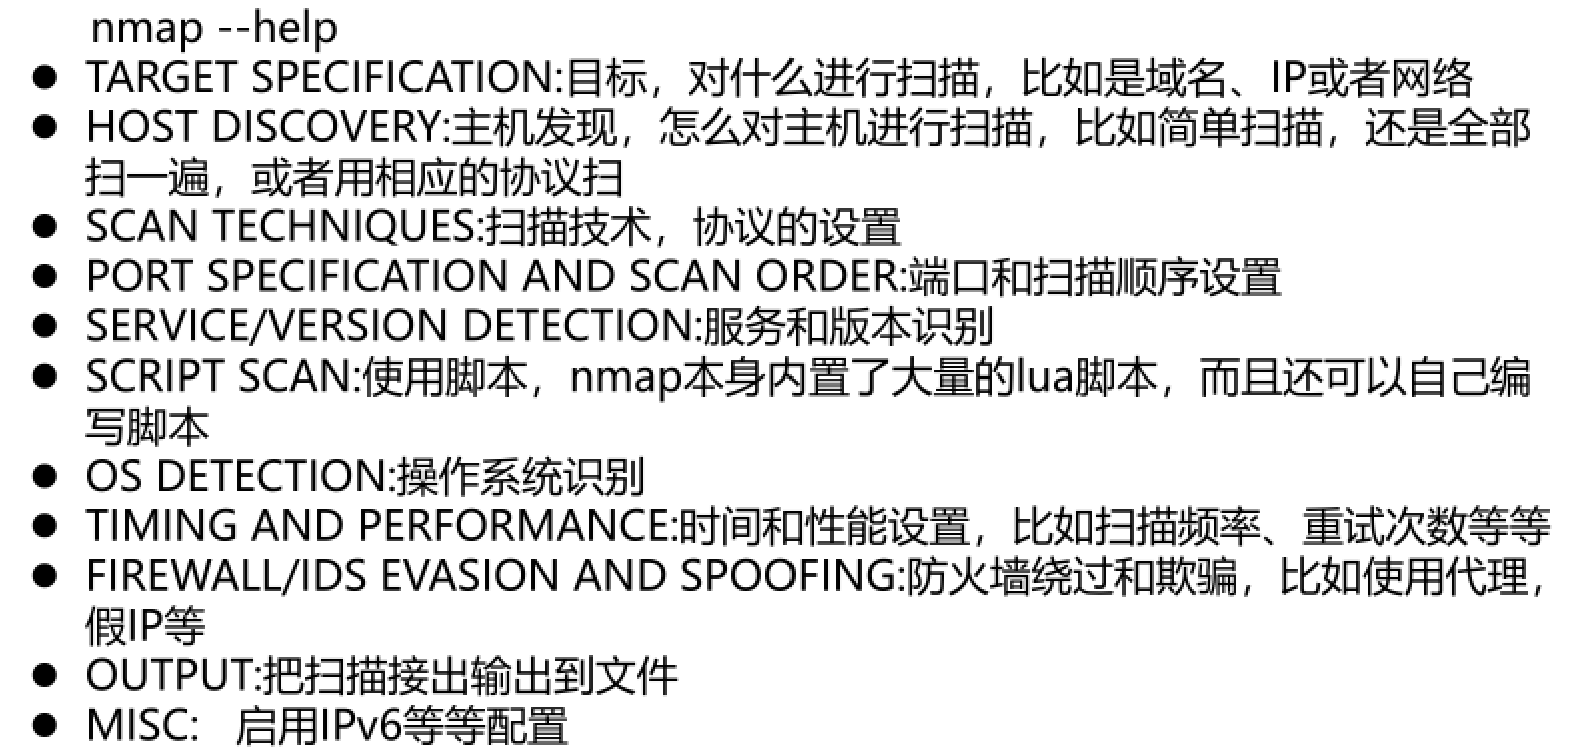 nmap --help
● TARGET SPECIFICATION:目标，对什么进行扫描，比如是域名、IP或者网络
● HOST DISCOVERY:主机发现，怎么对主机进行扫描，比如简单扫描，还是全部
扫一遍，或者用相应的协议扫
● SCAN TECHNIQUES:扫描技术，协议的设置
● PORT SPECIFICATION AND SCAN ORDER:端口和扫描顺序设置
● SERVICE/VERSION DETECTION:服务和版本识别
● SCRIPT SCAN:使用脚本，nmap本身内置了大量的lua脚本，而且还可以自己编
写脚本
● OS DETECTION:操作系统识别
● TIMING AND PERFORMANCE:时间和性能设置，比如扫描频率、重试次数等等
● FIREWALL/IDS EVASION AND SPOOFING:防火墙绕过和欺骗，比如使用代理，
假IP等
● OUTPUT:把扫描接出输出到文件
● MISC: 启用IPv6等等配置